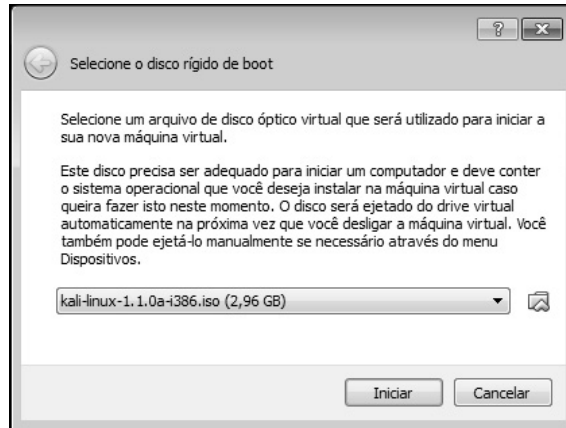 Selecione o disco rígido de boot
Selecione um arquivo de disco óptico virtual que será utilizado para iniciar a
sua nova máquina virtual.
Este disco precisa ser adequado para iniciar um computador e deve conter
o sistema operacional que você deseja instalar na máquina virtual caso
queira fazer isto neste momento. O disco será ejetado do drive virtual
automaticamente na próxima vez que você desligar a máquina virtual. Você
também pode ejetá-lo manualmente se necessário através do menu
Dispositivos.
kali-linux-1.1.0a-i386.iso (2,96 GB)
Iniciar Cancelar